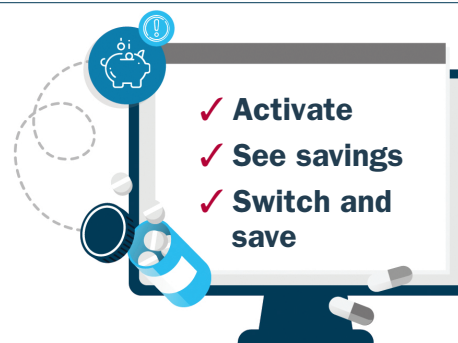 ✓ Activate
✓ See savings
✓ Switch and
save